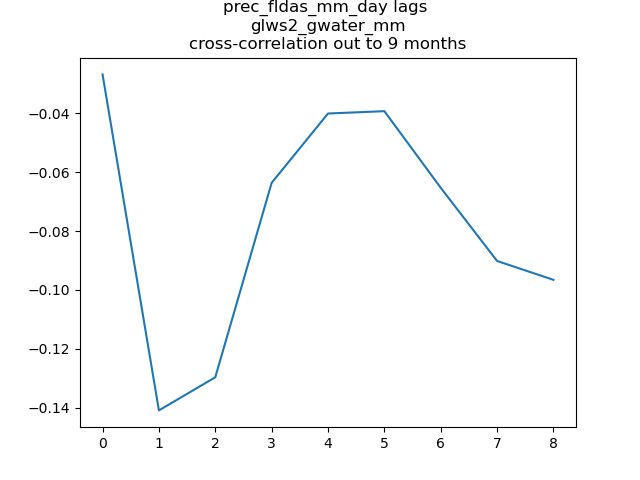 prec_fldas_mm_day lags
glws2_gwater_mm
cross-correlation out to 9 months
−0.04
−0.06
−0.08
−0.10
−0.12
−0.14
0 1 2 3 4 5 6 7 8